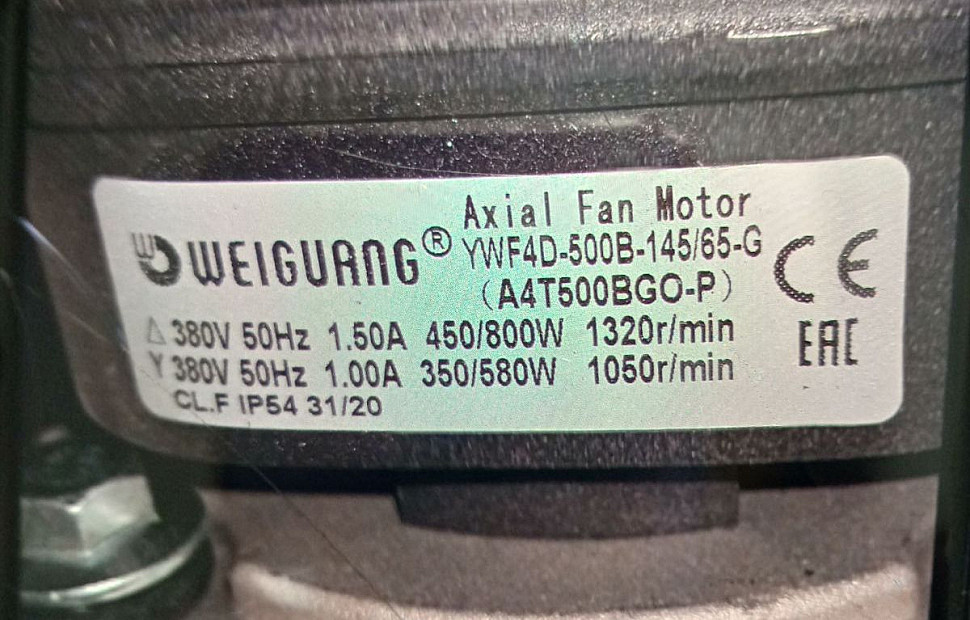 Axial Fan Motor
WEIGUANG® YWF4D-500B-145/65-G
(A4T500BGO-P)
CE
△ 380V 50Hz 1.50A 450/800W 1320r/min
Y 380V 50Hz 1.00A 350/580W 1050r/min
EAC
CL.F IP54 31/20